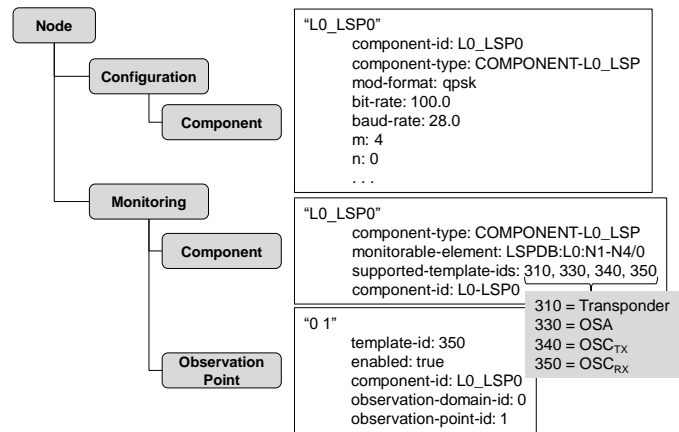 Node
Configuration
Component
Monitoring
Component
Observation
Point
“L0_LSP0”
component-id: L0_LSP0
component-type: COMPONENT-L0_LSP
mod-format: qpsk
bit-rate: 100.0
baud-rate: 28.0
m: 4
n: 0
. . .
“L0_LSP0”
component-type: COMPONENT-L0_LSP
monitorable-element: LSPDB:L0:N1-N4/0
supported-template-ids: 310, 330, 340, 350
component-id: L0-LSP0
310 = Transponder
330 = OSA
340 = OSCTX
350 = OSCRX
“0 1”
template-id: 350
enabled: true
component-id: L0_LSP0
observation-domain-id: 0
observation-point-id: 1